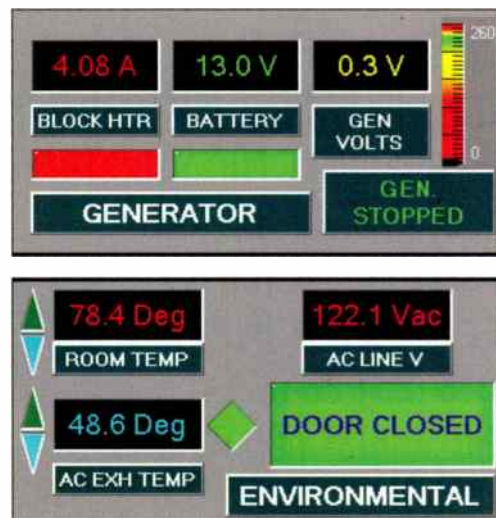 4.08 A
13.0 V
0.3 V
260
BLOCK HTR
BATTERY
GEN
VOLTS
0
GENERATOR
GEN.
STOPPED
78.4 Deg
122.1 Vac
ROOM TEMP
AC LINE V
48.6 Deg
DOOR CLOSED
AC EXH TEMP
ENVIRONMENTAL